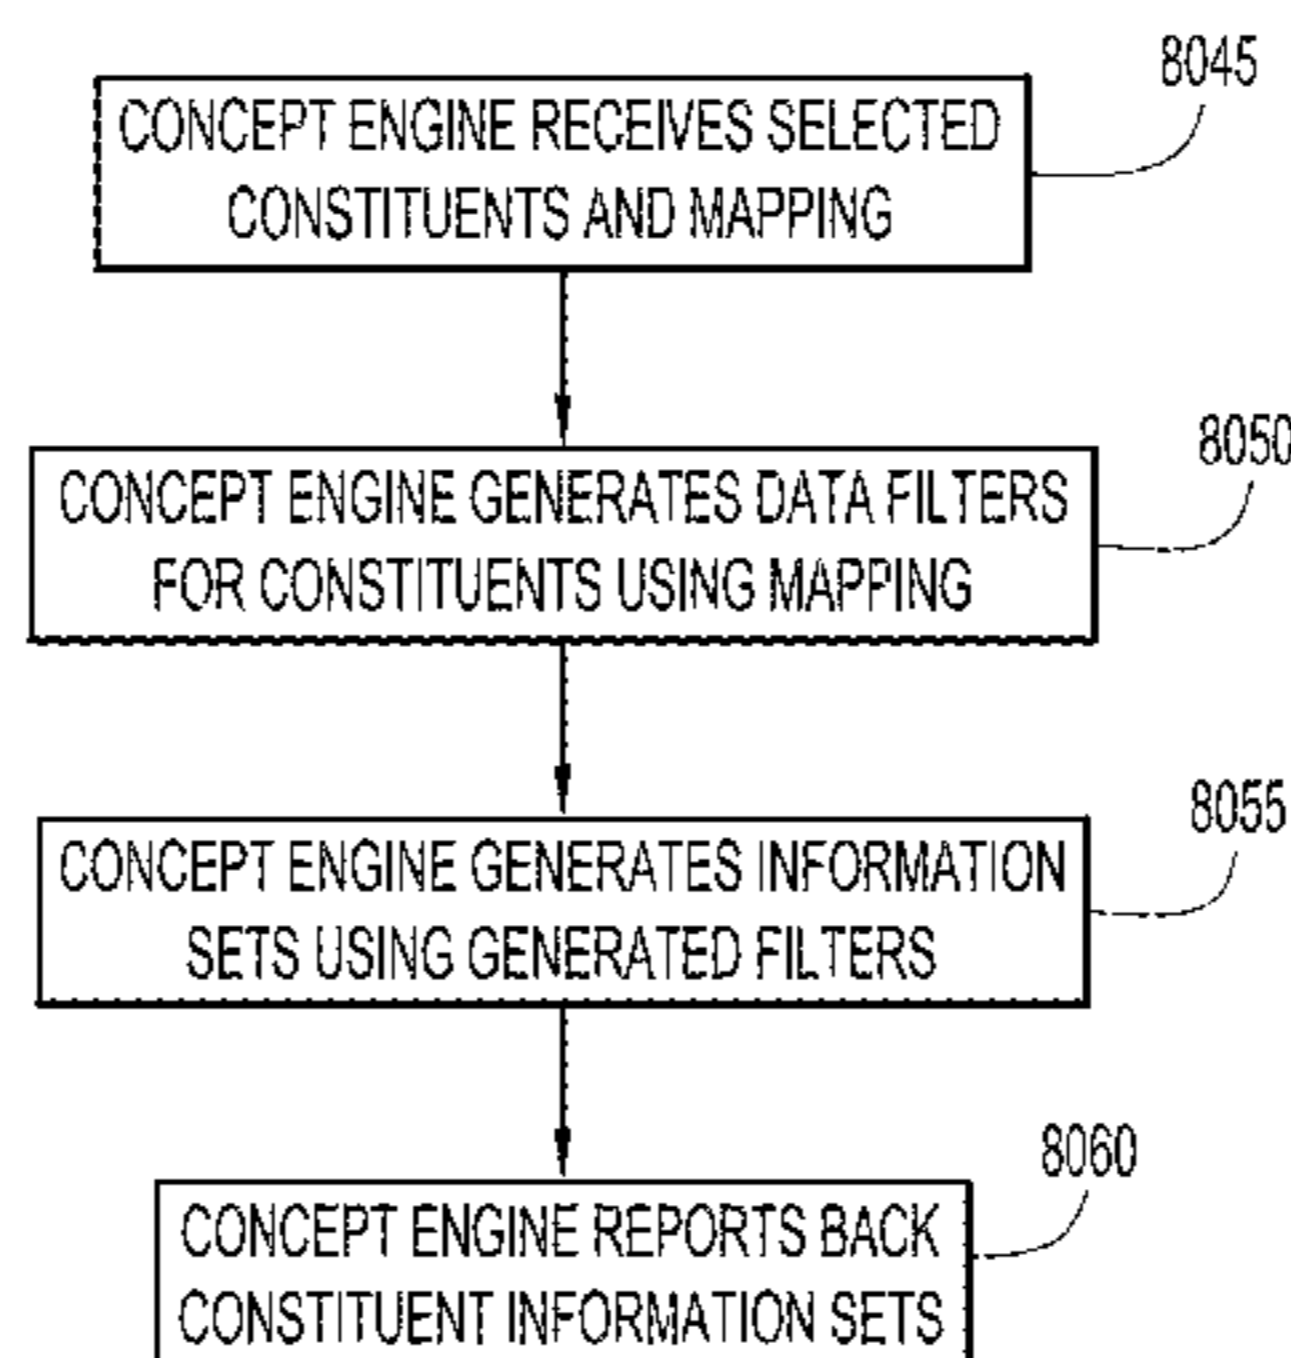 8045
CONCEPT ENGINE RECEIVES SELECTED
CONSTITUENTS AND MAPPING
8050
CONCEPT ENGINE GENERATES DATA FILTERS
FOR CONSTITUENTS USING MAPPING
8055
CONCEPT ENGINE GENERATES INFORMATION
SETS USING GENERATED FILTERS
8060
CONCEPT ENGINE REPORTS BACK
CONSTITUENT INFORMATION SETS